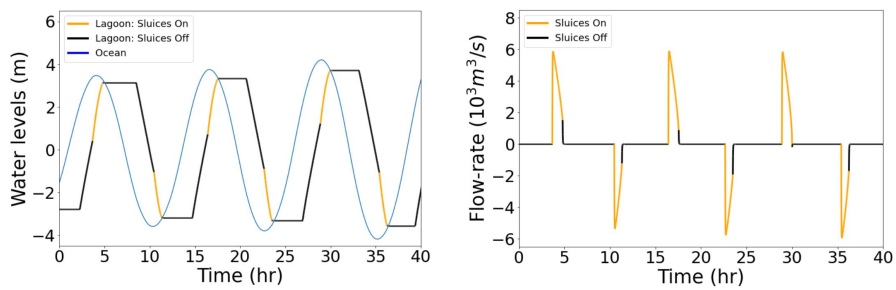 Water levels (m)
6
4
2
0
−2
−4
Lagoon: Sluices On
Lagoon: Sluices Off
Ocean
0 5 10 15 20 25 30 35 40
Time (hr)
Flow-rate (10³m³/s)
8
6
4
2
0
−2
−4
−6
Sluices On
Sluices Off
0 5 10 15 20 25 30 35 40
Time (hr)